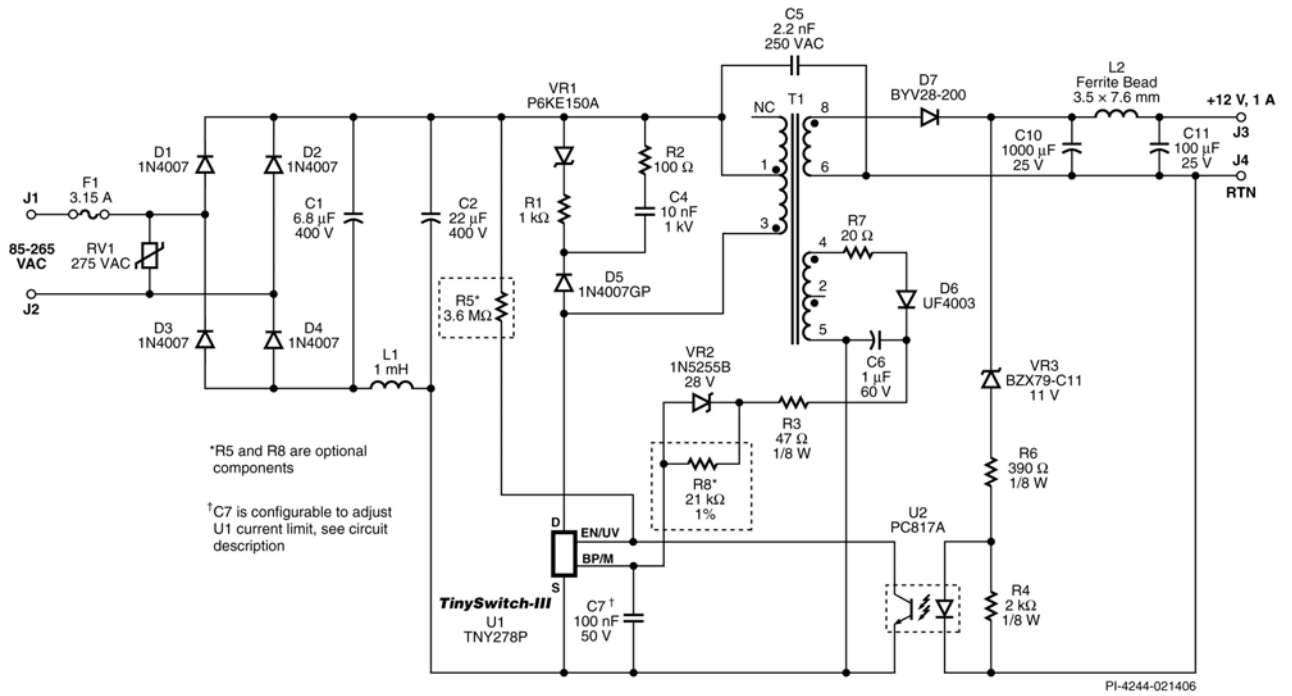 C5
2.2 nF
250 VAC
VR1
P6KE150A
NC
T1
8
D7
BYV28-200
L2
Ferrite Bead
3.5 × 7.6 mm
+12 V, 1 A
J3
D1
1N4007
D2
1N4007
R2
100 Ω
1
6
C10
1000 µF
25 V
C11
100 µF
25 V
J4
RTN
F1
3.15 A
J1
C1
6.8 µF
400 V
C2
22 µF
400 V
R1
1 kΩ
C4
10 nF
1 kV
3
R7
20 Ω
4
85-265
VAC
RV1
275 VAC
J2
D5
1N4007GP
2
D6
UF4003
R5*
3.6 MΩ
D3
1N4007
D4
1N4007
5
C6
1 µF
60 V
L1
1 mH
VR2
1N5255B
28 V
VR3
BZX79-C11
11 V
R3
47 Ω
1/8 W
*R5 and R8 are optional
components
R8*
21 kΩ
1%
R6
390 Ω
1/8 W
†C7 is configurable to adjust
U1 current limit, see circuit
description
D
EN/UV
BP/M
S
U2
PC817A
TinySwitch-III
U1
TNY278P
C7†
100 nF
50 V
R4
2 kΩ
1/8 W
PI-4244-021406